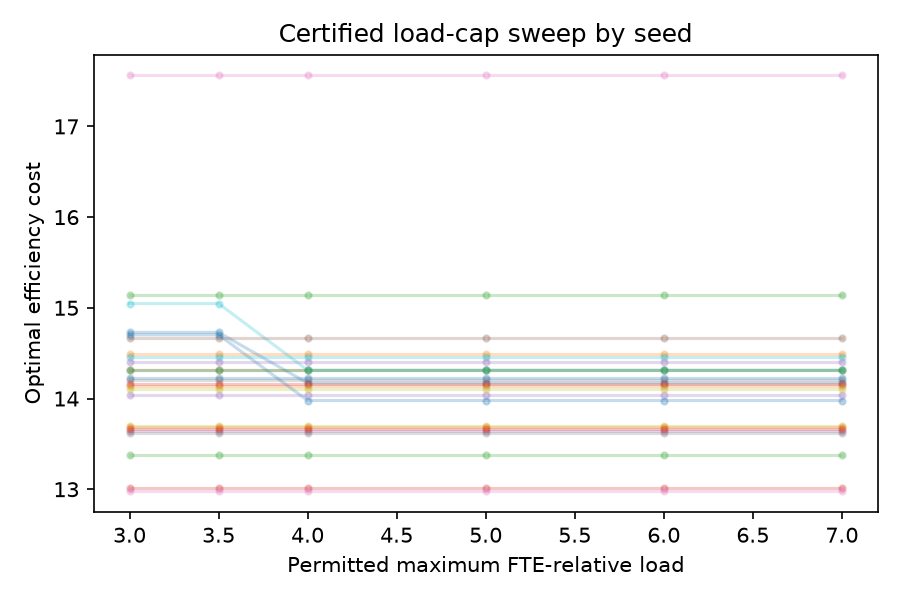 Certified load-cap sweep by seed
Optimal efficiency cost
17
16
15
14
13
3.0 3.5 4.0 4.5 5.0 5.5 6.0 6.5 7.0
Permitted maximum FTE-relative load